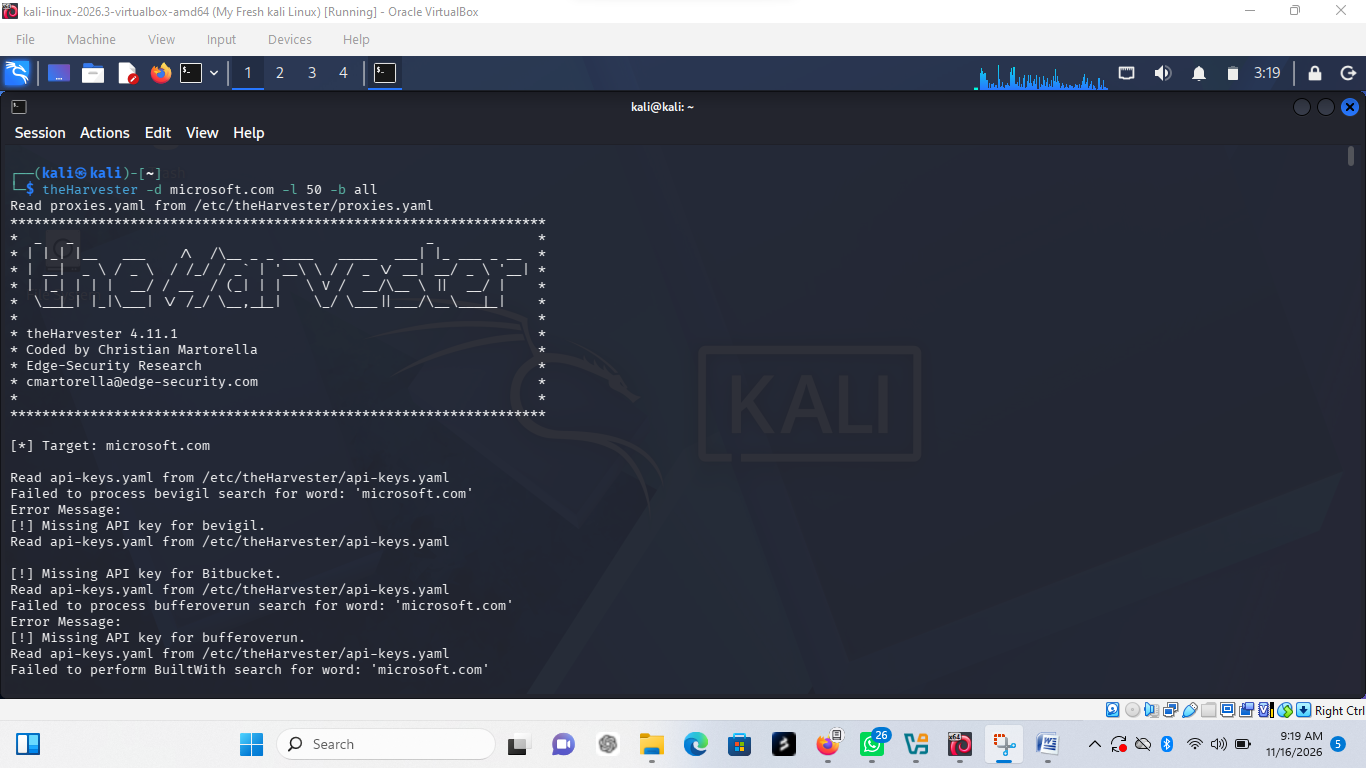 kali-linux-2026.3-virtualbox-amd64 (My Fresh kali Linux) [Running] - Oracle VirtualBox
File Machine View Input Devices Help
1 2 3 4 3:19
kali@kali: ~
Session Actions Edit View Help
┌──(kali㉿kali)-[~]
└─$ theHarvester -d microsoft.com -l 50 -b all
Read proxies.yaml from /etc/theHarvester/proxies.yaml
*******************************************************************
theHarvester
* theHarvester 4.11.1 *
* Coded by Christian Martorella *
* Edge-Security Research *
* cmartorella@edge-security.com *
* *
*******************************************************************
[*] Target: microsoft.com
Read api-keys.yaml from /etc/theHarvester/api-keys.yaml
Failed to process bevigil search for word: 'microsoft.com'
Error Message:
[!] Missing API key for bevigil.
Read api-keys.yaml from /etc/theHarvester/api-keys.yaml
[!] Missing API key for Bitbucket.
Read api-keys.yaml from /etc/theHarvester/api-keys.yaml
Failed to process bufferoverun search for word: 'microsoft.com'
Error Message:
[!] Missing API key for bufferoverun.
Read api-keys.yaml from /etc/theHarvester/api-keys.yaml
Failed to perform BuiltWith search for word: 'microsoft.com'
KALI
Right Ctrl
Search
26
9:19 AM
11/16/2026
5